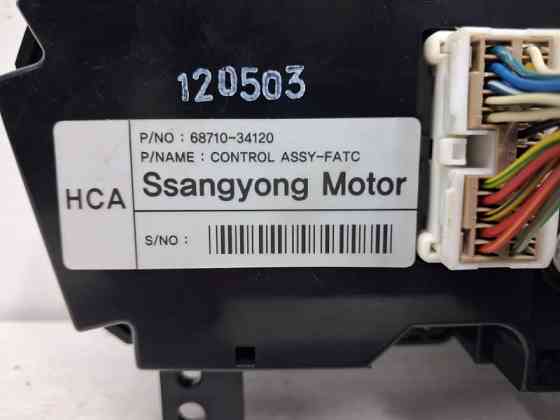 120503
P/NO : 68710-34120
P/NAME : CONTROL ASSY-FATC
HCA
Ssangyong Motor
S/NO :